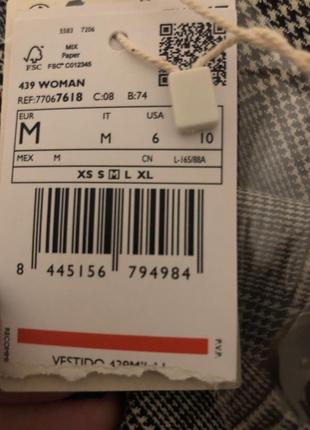 5583 7206
FSC
MIX
Paper
FSC® C012345
439 WOMAN
REF:77067618 C:08 B:74
EUR IT USA
M M 6 10
MEX M CN L-165/88A
XS S M L XL
8 445156 794984
P.V.P.
VESTIDO